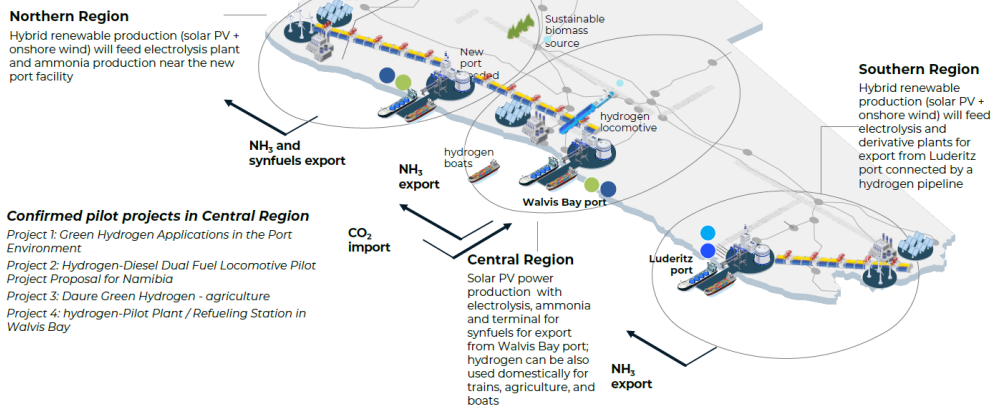 Northern Region
Hybrid renewable production (solar PV +
onshore wind) will feed electrolysis plant
and ammonia production near the new
port facility
Sustainable
biomass
source
New
port
needed
Southern Region
Hybrid renewable
production (solar PV +
onshore wind) will feed
electrolysis and
derivative plants for
export from Luderitz
port connected by a
hydrogen pipeline
hydrogen
locomotive
NH₃ and
synfuels export
hydrogen
boats
NH₃
export
Walvis Bay port
Confirmed pilot projects in Central Region
Project 1: Green Hydrogen Applications in the Port
Environment
Project 2: Hydrogen-Diesel Dual Fuel Locomotive Pilot
Project Proposal for Namibia
Project 3: Daure Green Hydrogen - agriculture
Project 4: hydrogen-Pilot Plant / Refueling Station in
Walvis Bay
CO₂
import
Central Region
Solar PV power
production with
electrolysis, ammonia
and terminal for
synfuels for export
from Walvis Bay port;
hydrogen can be also
used domestically for
trains, agriculture, and
boats
Luderitz
port
NH₃
export